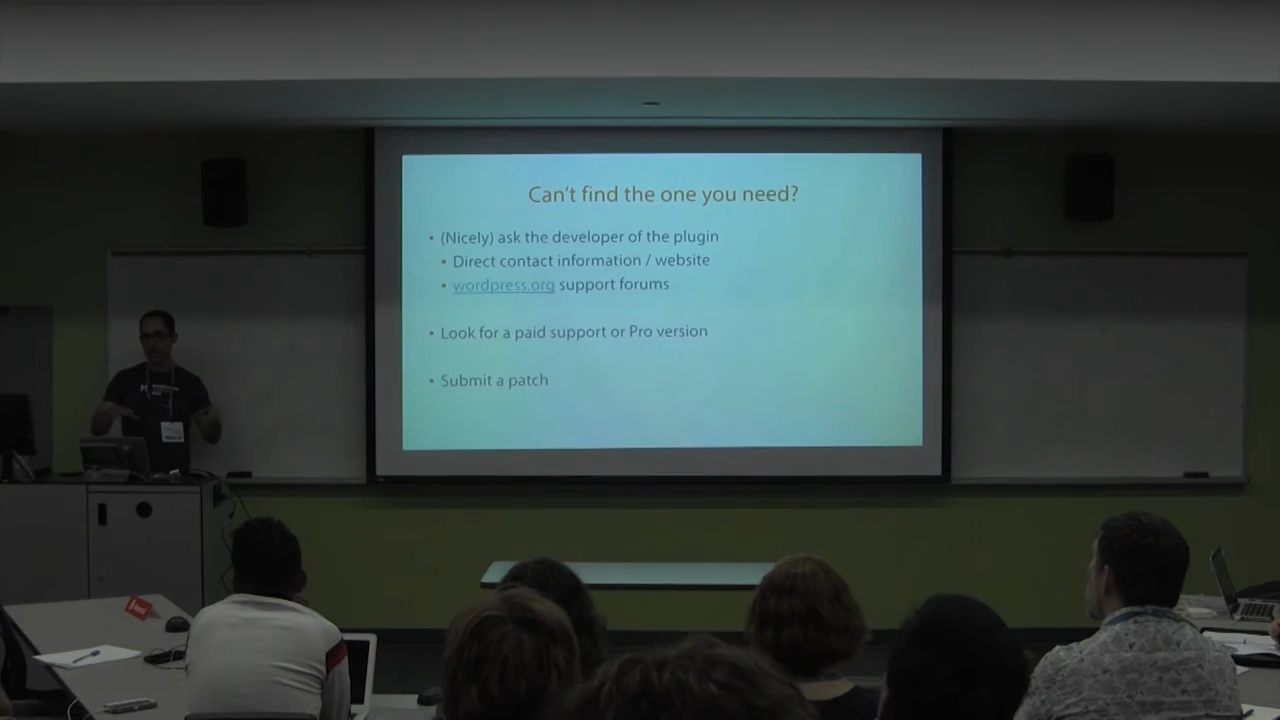 Can't find the one you need?
• (Nicely) ask the developer of the plugin
• Direct contact information / website
• wordpress.org support forums
• Look for a paid support or Pro version
• Submit a patch